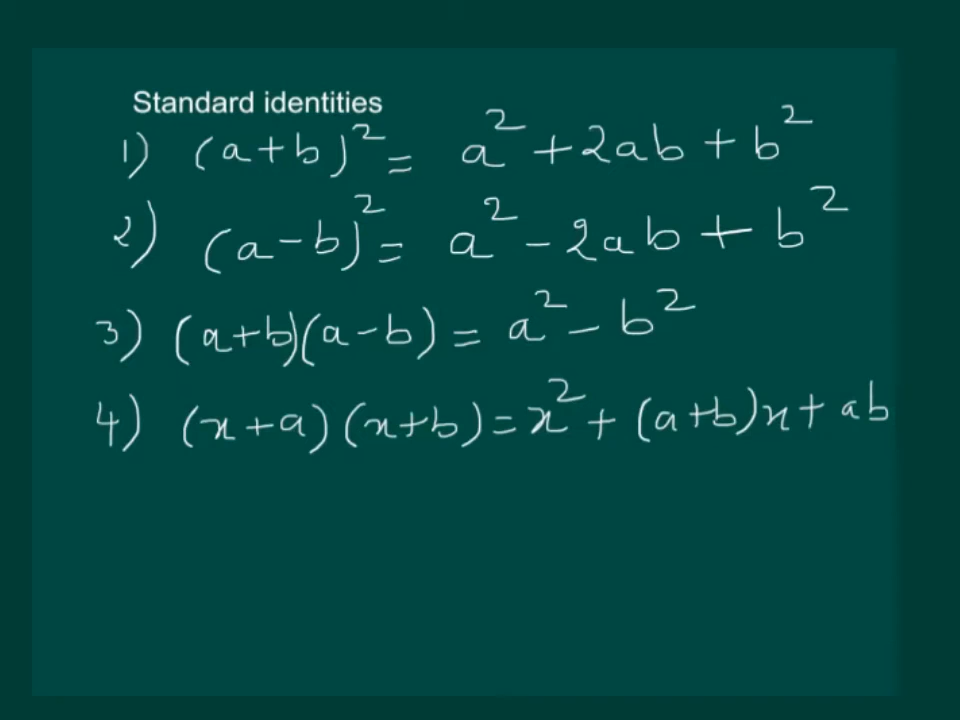 Standard identities
1) (a+b)² = a² + 2ab + b²
2) (a-b)² = a² - 2ab + b²
3) (a+b)(a-b) = a² - b²
4) (x+a)(x+b) = x² + (a+b)x + ab